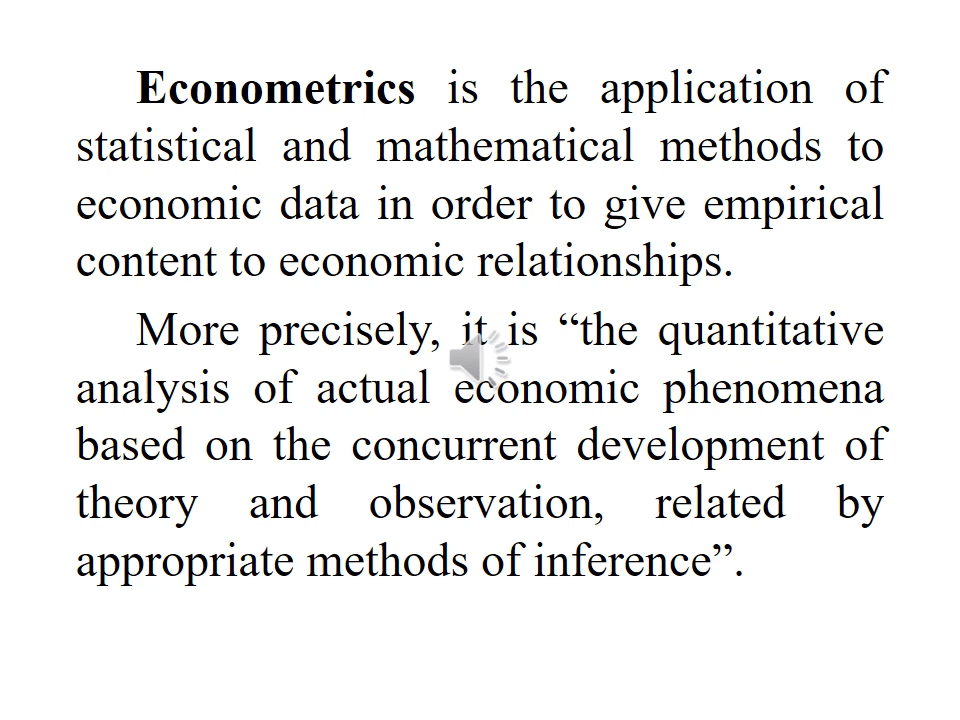 Econometrics is the application of
statistical and mathematical methods to
economic data in order to give empirical
content to economic relationships.
More precisely, it is “the quantitative
analysis of actual economic phenomena
based on the concurrent development of
theory and observation, related by
appropriate methods of inference”.